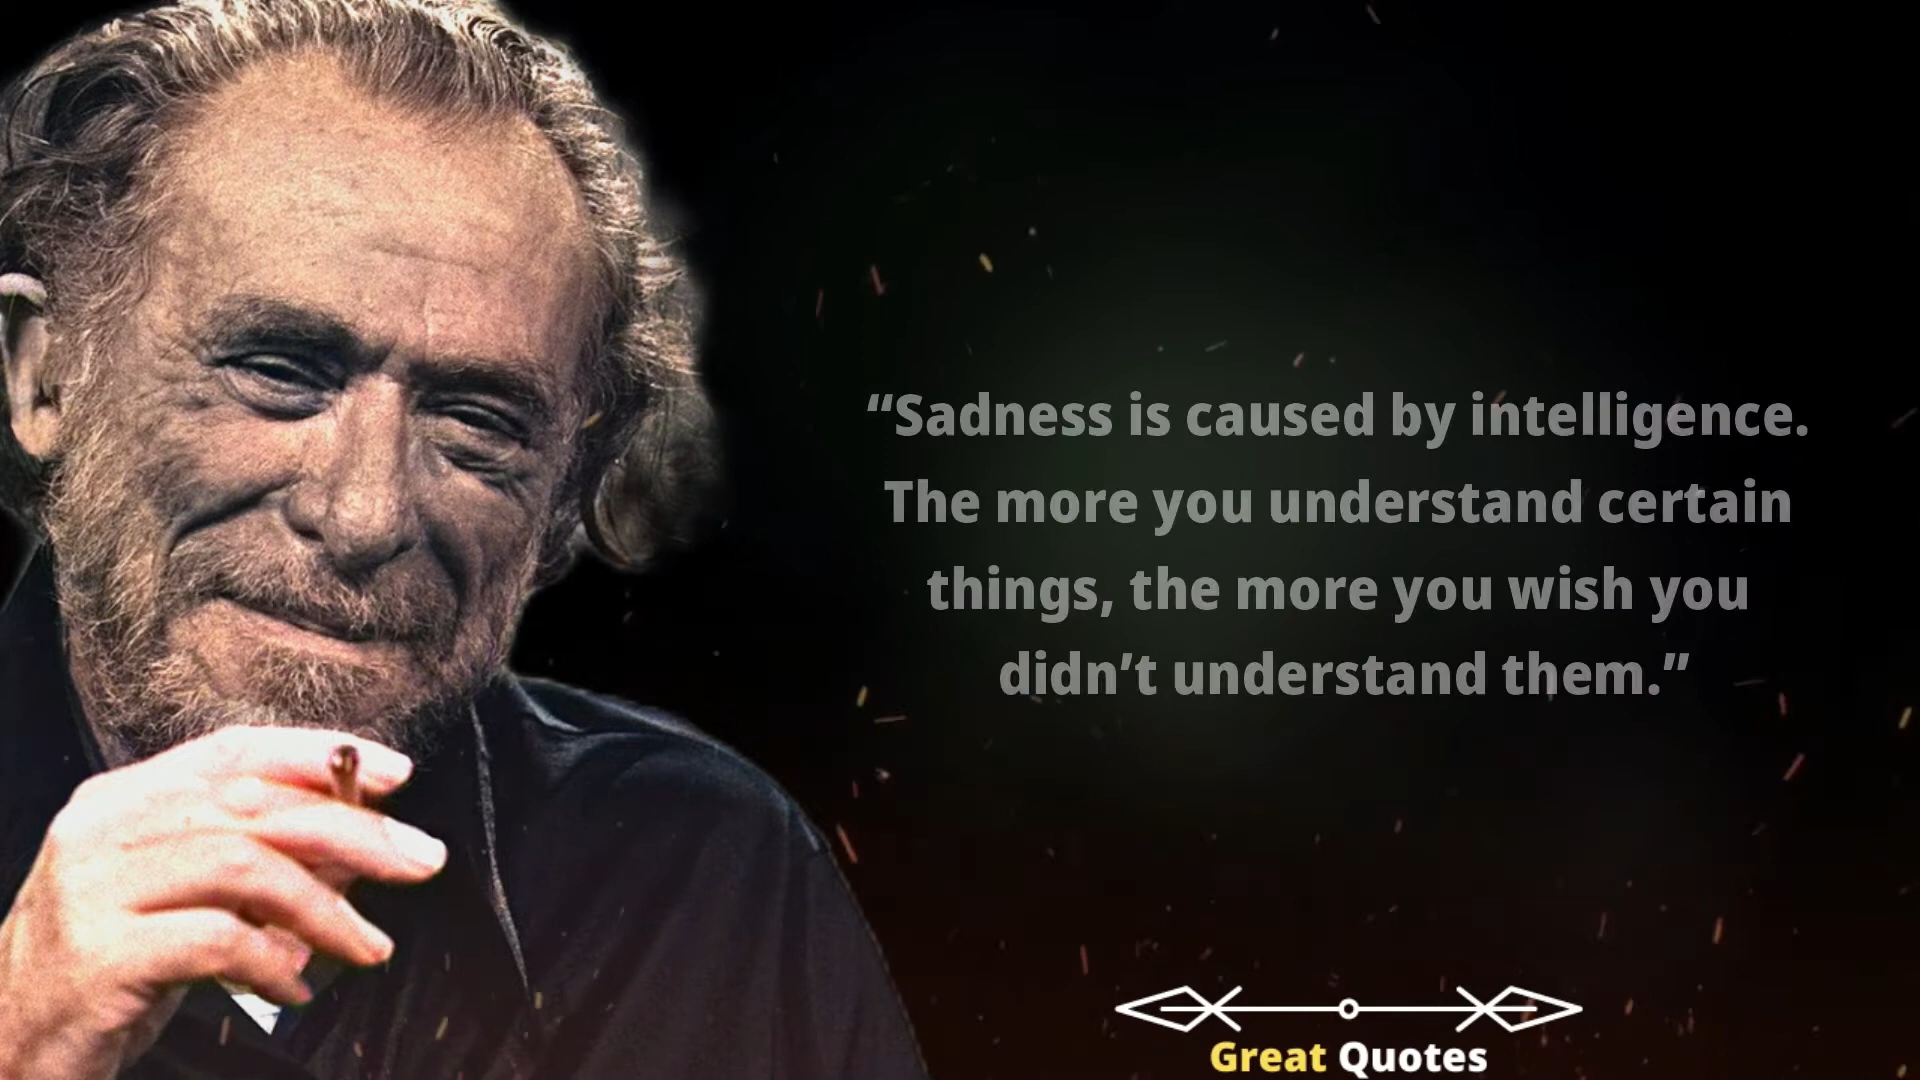 “Sadness is caused by intelligence.
The more you understand certain
things, the more you wish you
didn’t understand them.”
Great Quotes